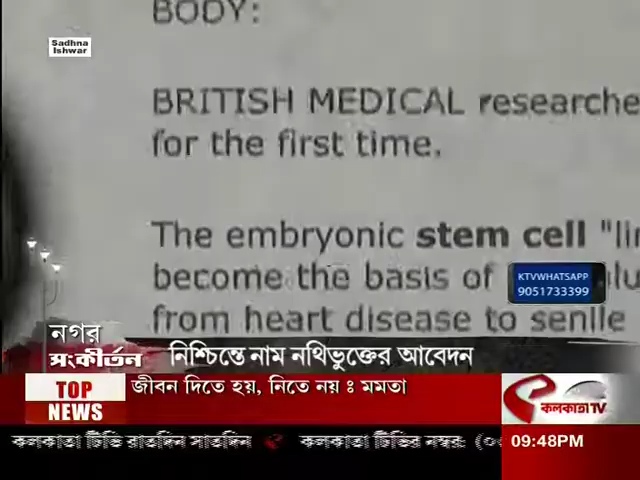 BODY:
Sadhna
Ishwar
BRITISH MEDICAL researche
for the first time.
The embryonic stem cell "lin
become the basis of
KTVWHATSAPP
9051733399
from heart disease to senile
নগর
সংকীর্তন
নিশ্চিন্তে নাম নথিভুক্তের আবেদন
TOP
NEWS
জীবন দিতে হয়, নিতে নয় ঃ মমতা
কলকাতা TV
কলকাতা টিভি রাতদিন সাতদিন
কলকাতা টিভির নম্বর:
09:48PM